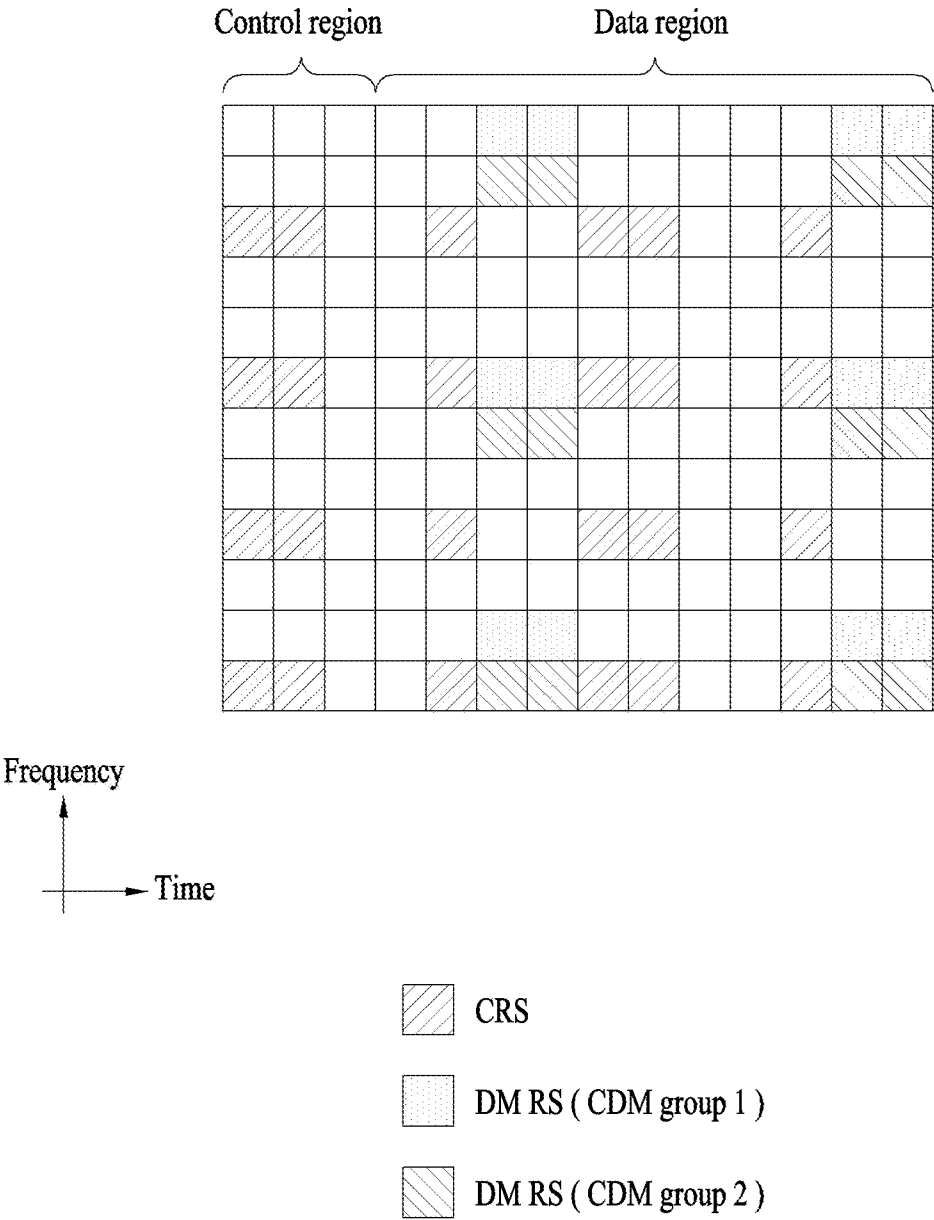 Control region
Data region
Frequency
Time
CRS
DM RS ( CDM group 1 )
DM RS ( CDM group 2 )